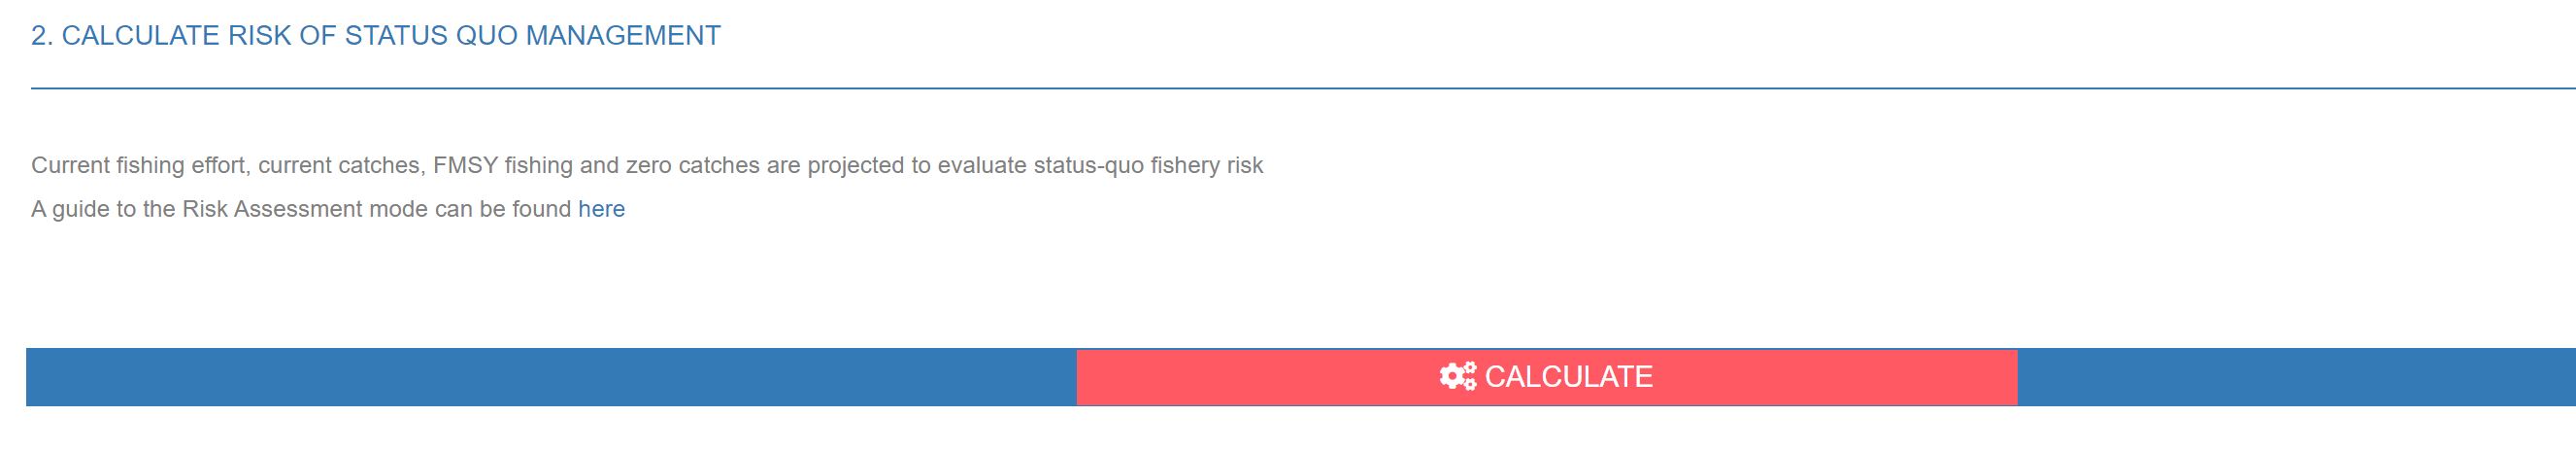 2. CALCULATE RISK OF STATUS QUO MANAGEMENT
Current fishing effort, current catches, FMSY fishing and zero catches are projected to evaluate status-quo fishery risk
A guide to the Risk Assessment mode can be found here
CALCULATE